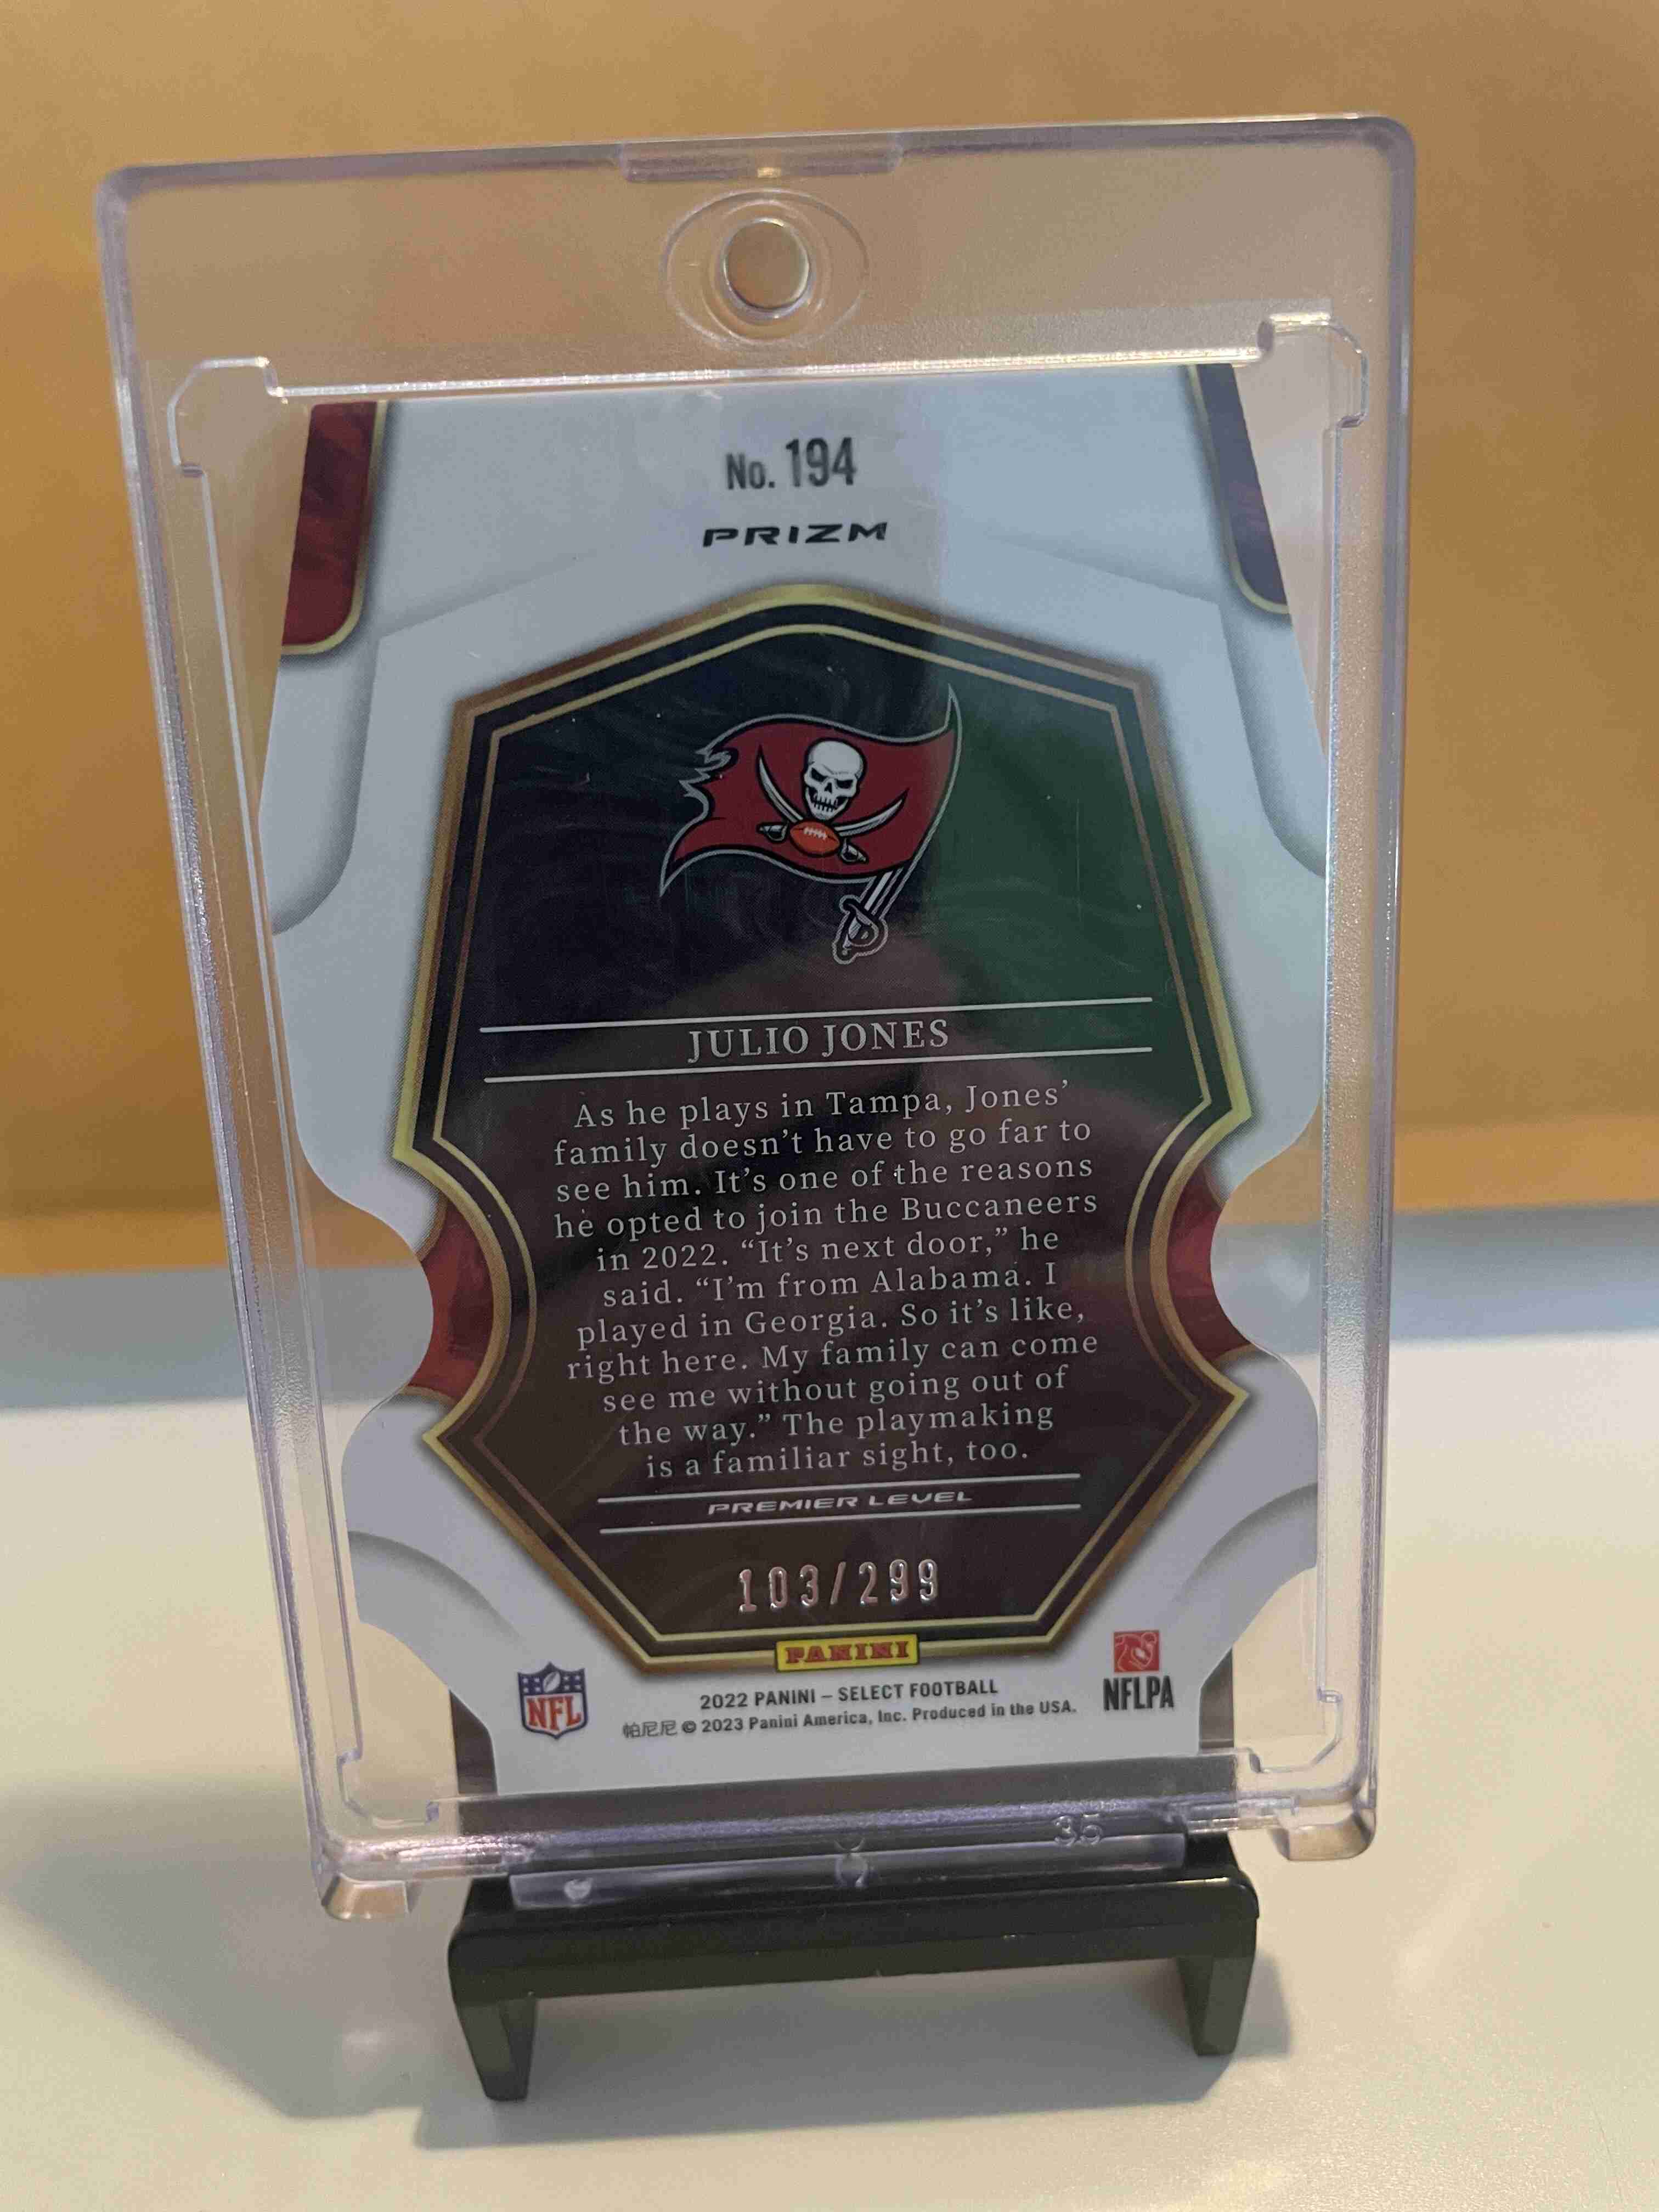 No. 194
PRIZM
JULIO JONES
As he plays in Tampa, Jones'
family doesn't have to go far to
see him. It's one of the reasons
he opted to join the Buccaneers
in 2022. “It's next door,” he
said. “I'm from Alabama. I
played in Georgia. So it's like,
right here. My family can come
see me without going out of
the way.” The playmaking
is a familiar sight, too.
PREMIER LEVEL
103/299
PANINI
NFL
2022 PANINI – SELECT FOOTBALL
帕尼尼 © 2023 Panini America, Inc. Produced in the USA.
NFLPA
35